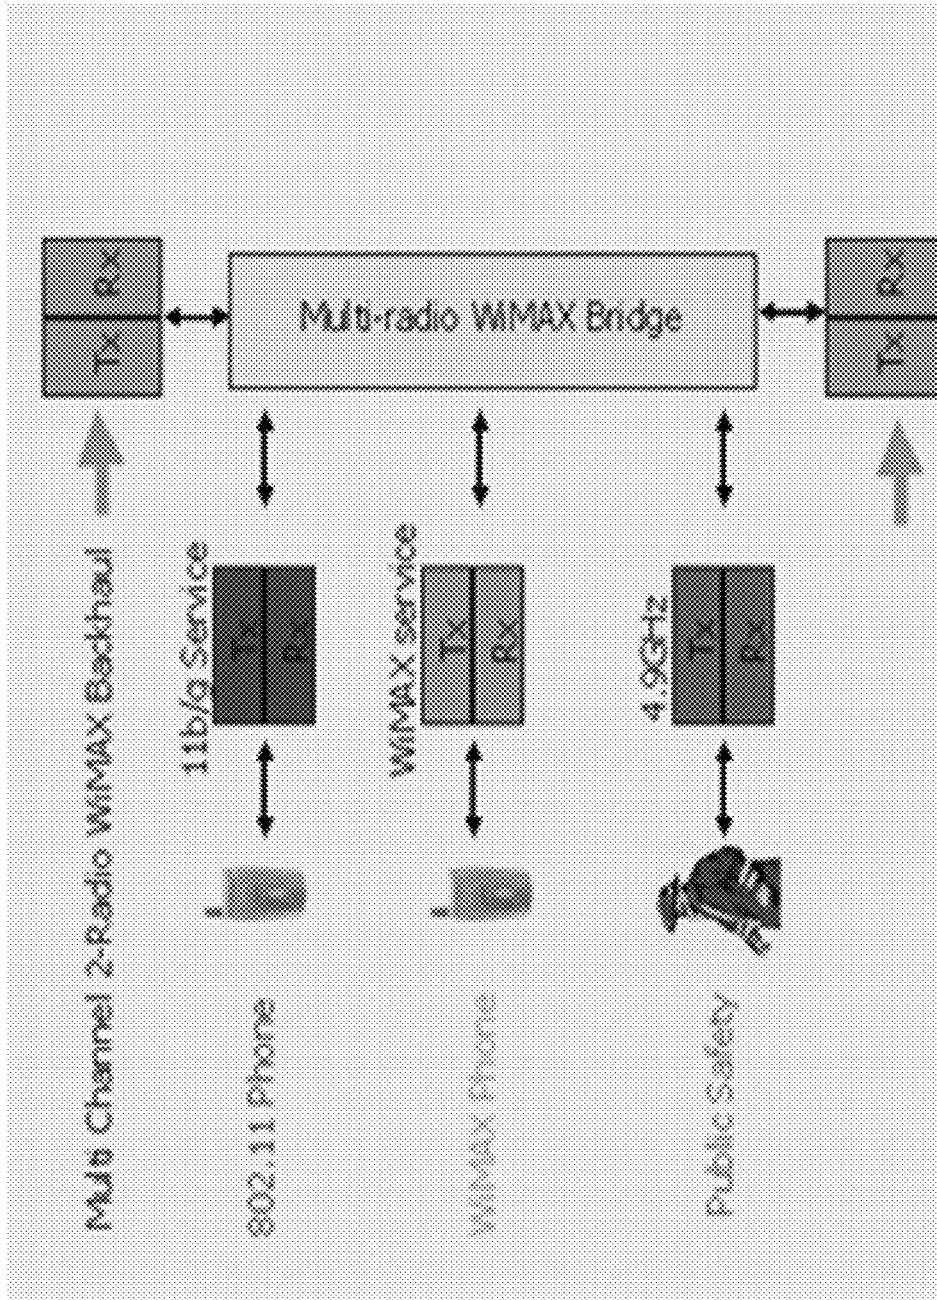 Multi Channel 2-Radio WiMAX Backhaul
Tx Rx
Multi-radio WiMAX Bridge
Tx Rx
11b/g Service
Tx
Rx
WiMAX service
Tx
Rx
4.9GHz
Tx
Rx
802.11 Phone
WiMAX Phone
Public Safety